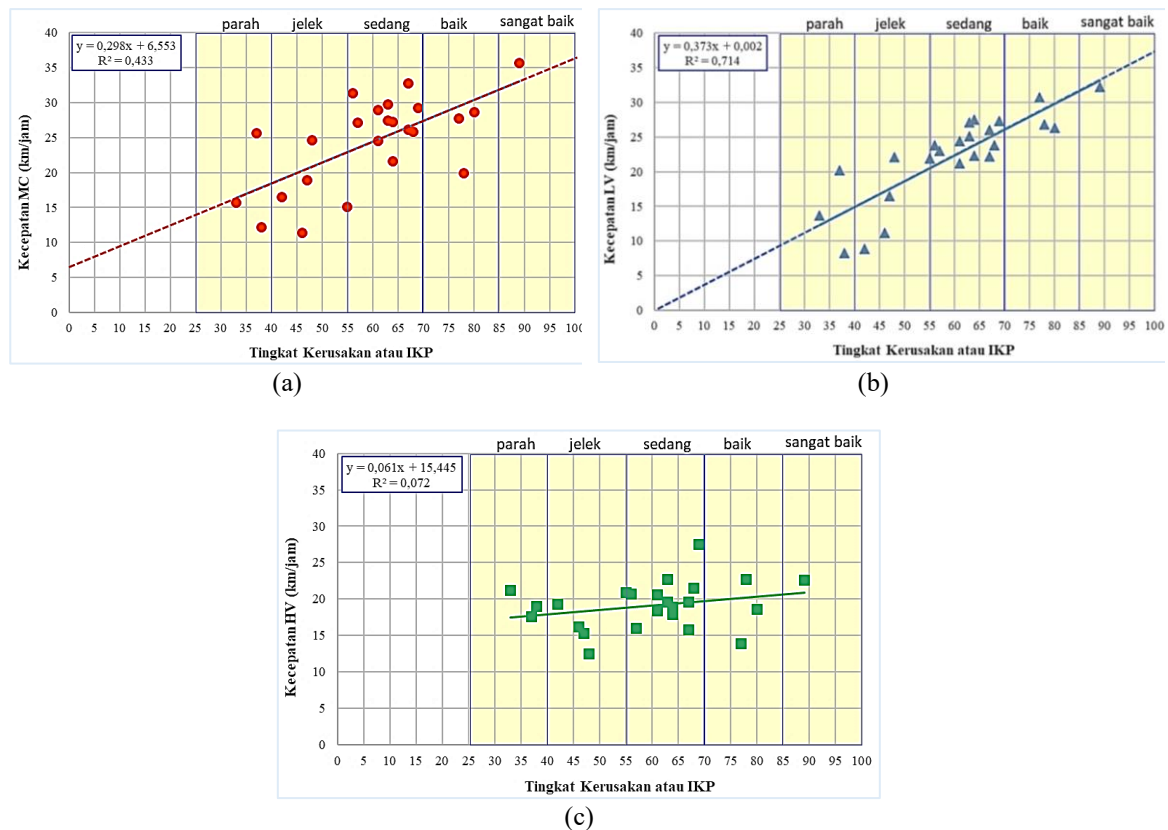 parah jelek sedang baik sangat baik
40
35
30
25
20
15
10
5
0
y = 0,298x + 6,553
R² = 0,433
Kecepatan MC (km/jam)
0 5 10 15 20 25 30 35 40 45 50 55 60 65 70 75 80 85 90 95 100
Tingkat Kerusakan atau IKP
(a)
parah jelek sedang baik sangat baik
40
35
30
25
20
15
10
5
0
y = 0,373x + 0,002
R² = 0,714
Kecepatan LV (km/jam)
0 5 10 15 20 25 30 35 40 45 50 55 60 65 70 75 80 85 90 95 100
Tingkat Kerusakan atau IKP
(b)
parah jelek sedang baik sangat baik
40
35
30
25
20
15
10
5
0
y = 0,061x + 15,445
R² = 0,072
Kecepatan HV (km/jam)
0 5 10 15 20 25 30 35 40 45 50 55 60 65 70 75 80 85 90 95 100
Tingkat Kerusakan atau IKP
(c)